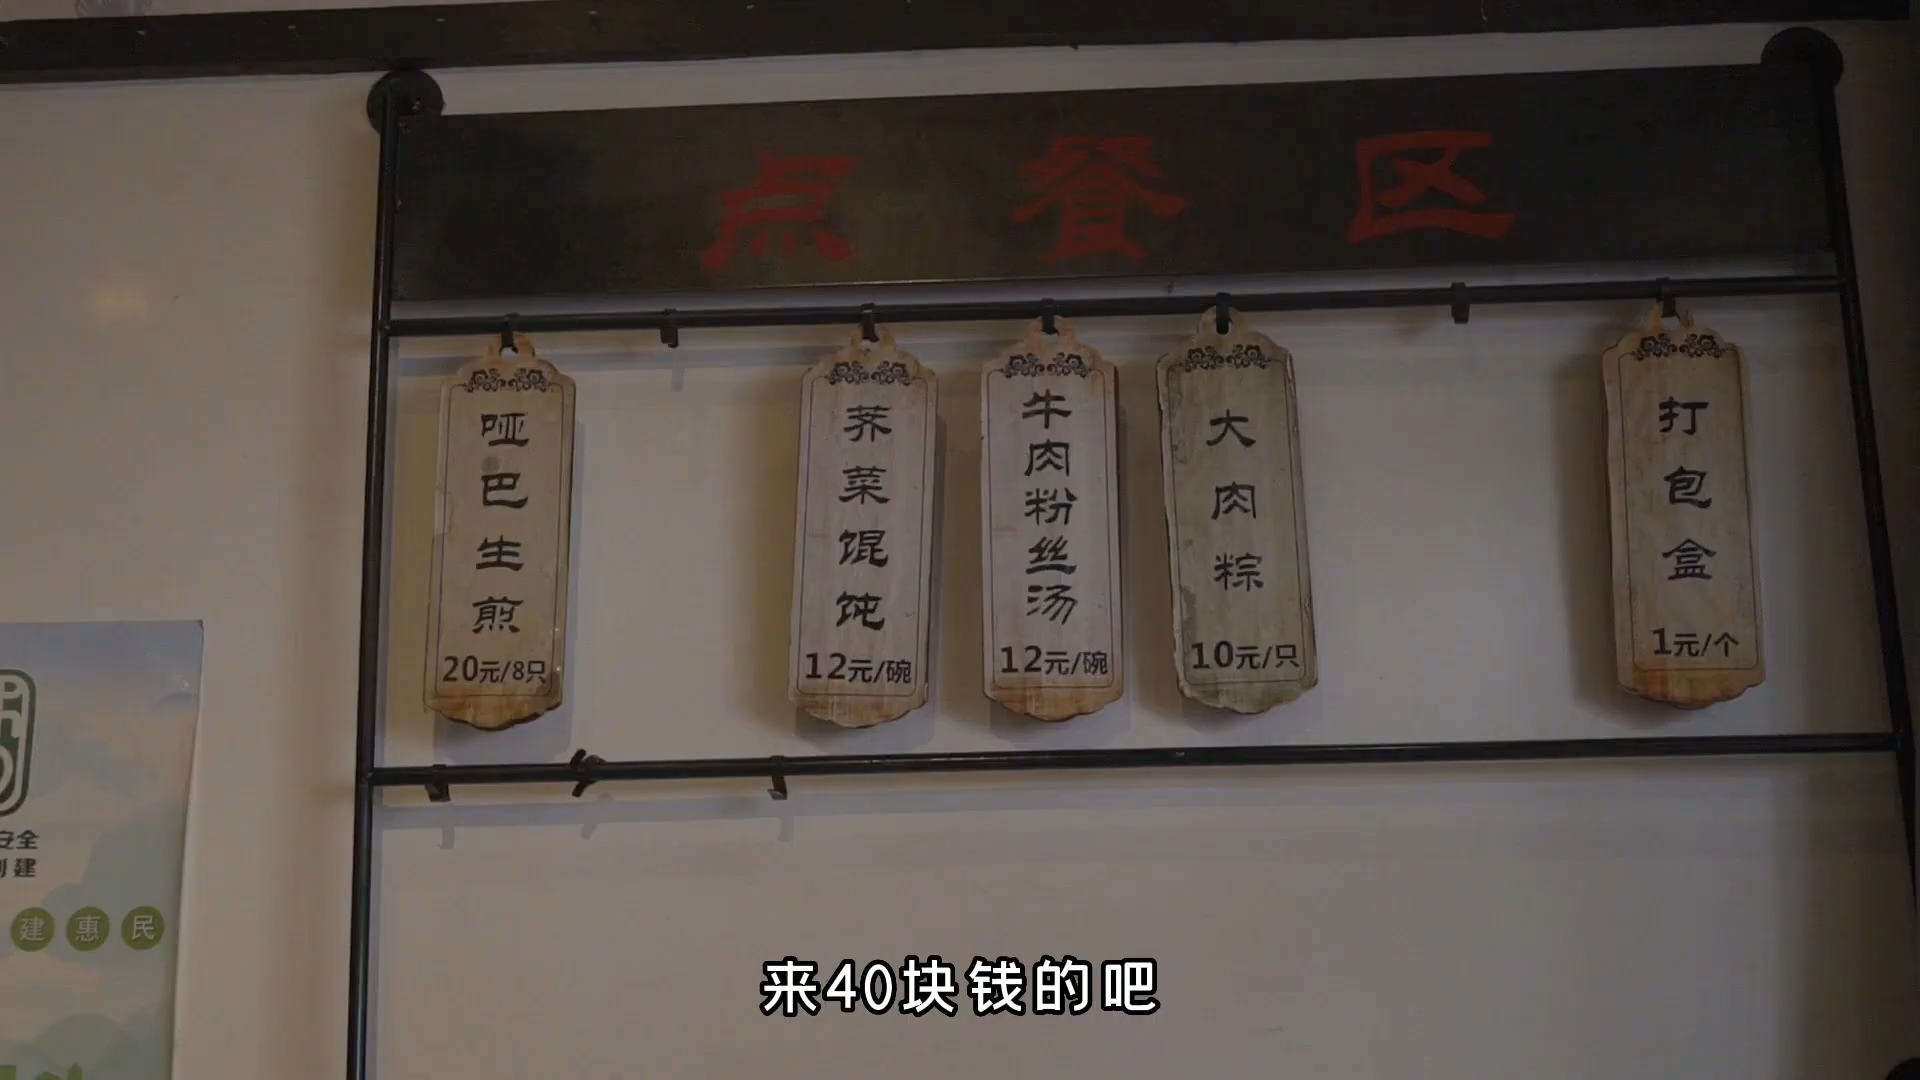 点餐区
哑巴生煎
20元/8只
荠菜馄饨
12元/碗
牛肉粉丝汤
12元/碗
大肉粽
10元/只
打包盒
1元/个
安全
创建
建惠民
来40块钱的吧